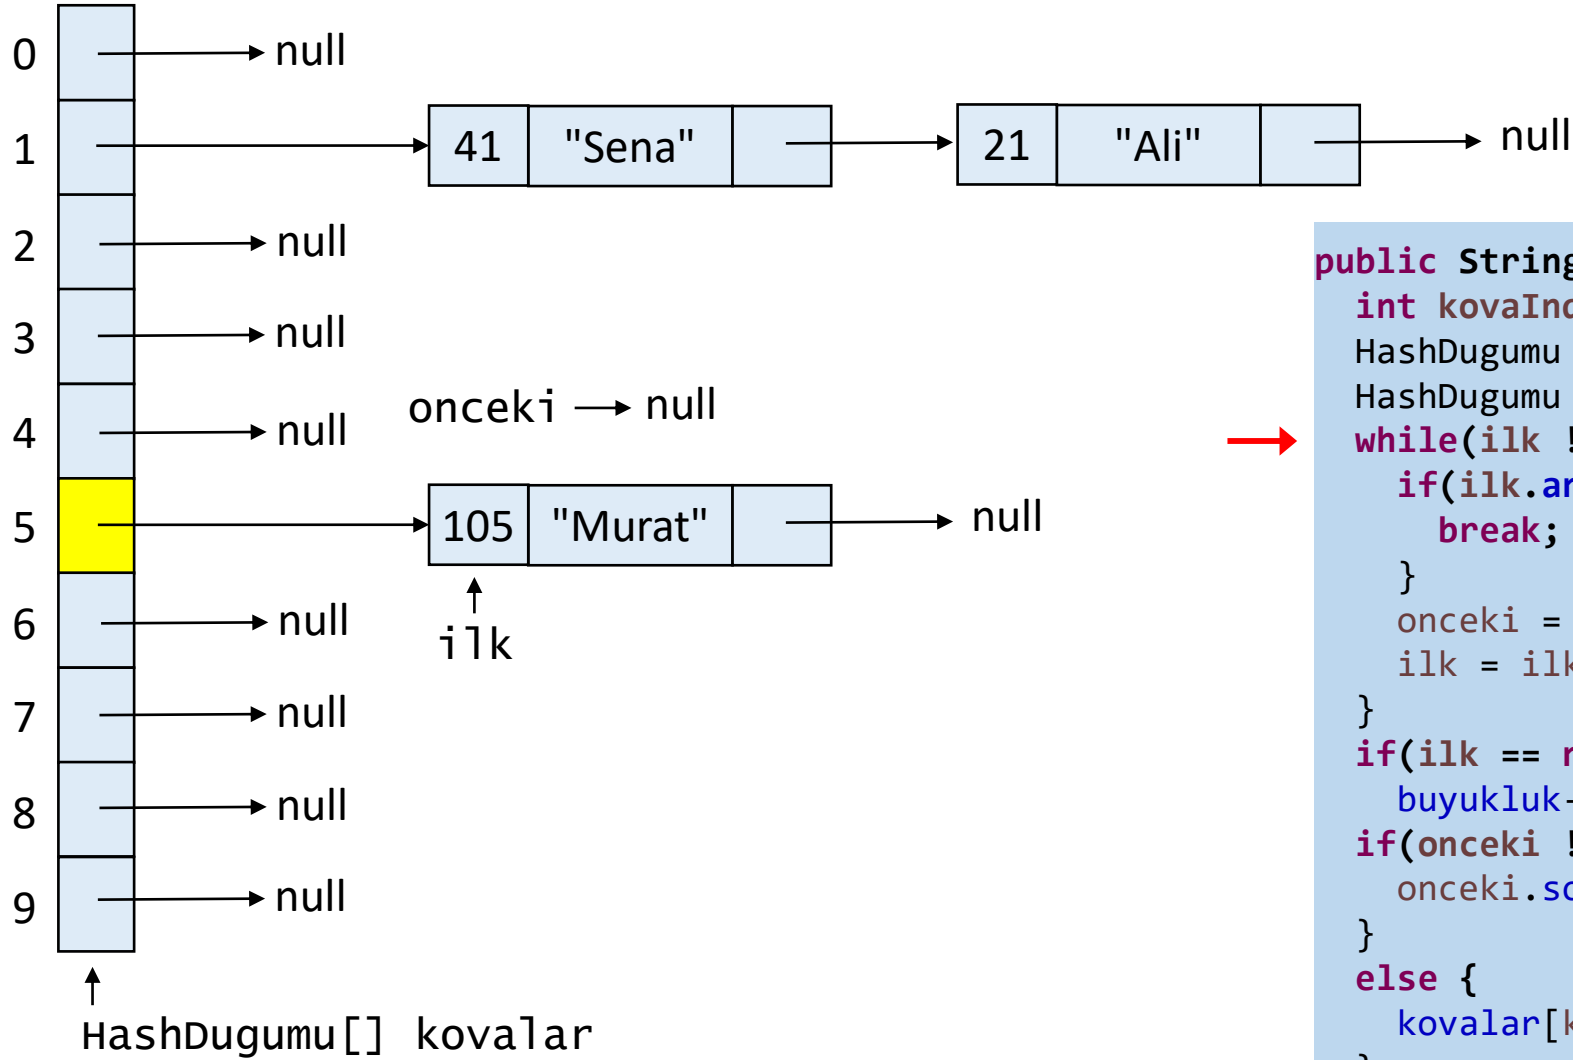 0 null
1 41 "Sena" 21 "Ali" null
2 null
3 null
4 null
onceki null
5 105 "Murat" null
ilk
6 null
7 null
8 null
9 null
HashDugumu[] kovalar
public String
int kovaInd
HashDugumu
HashDugumu
while(ilk !
if(ilk.an
break;
}
onceki =
ilk = ilk
}
if(ilk == n
buyukluk-
if(onceki !
onceki.so
}
else {
kovalar[k
}